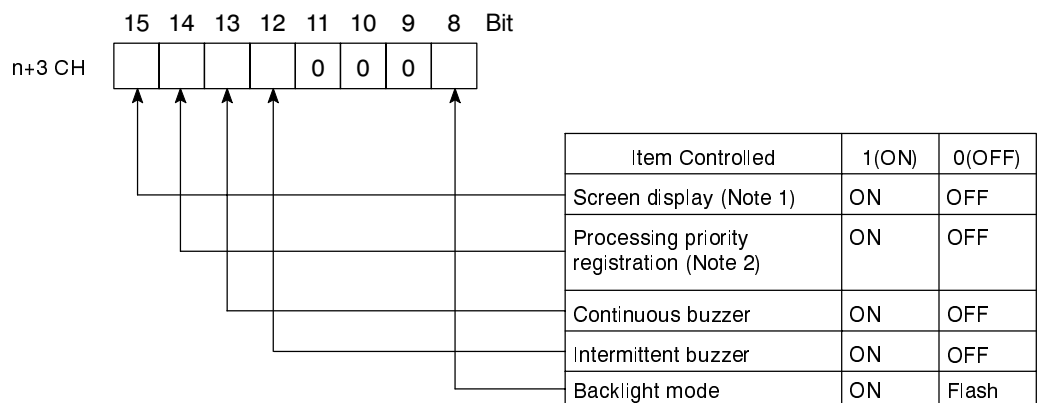 15 14 13 12 11 10 9 8 Bit
n+3 CH 0 0 0
Item Controlled 1(ON) 0(OFF)
Screen display (Note 1) ON OFF
Processing priority
registration (Note 2) ON OFF
Continuous buzzer ON OFF
Intermittent buzzer ON OFF
Backlight mode ON Flash